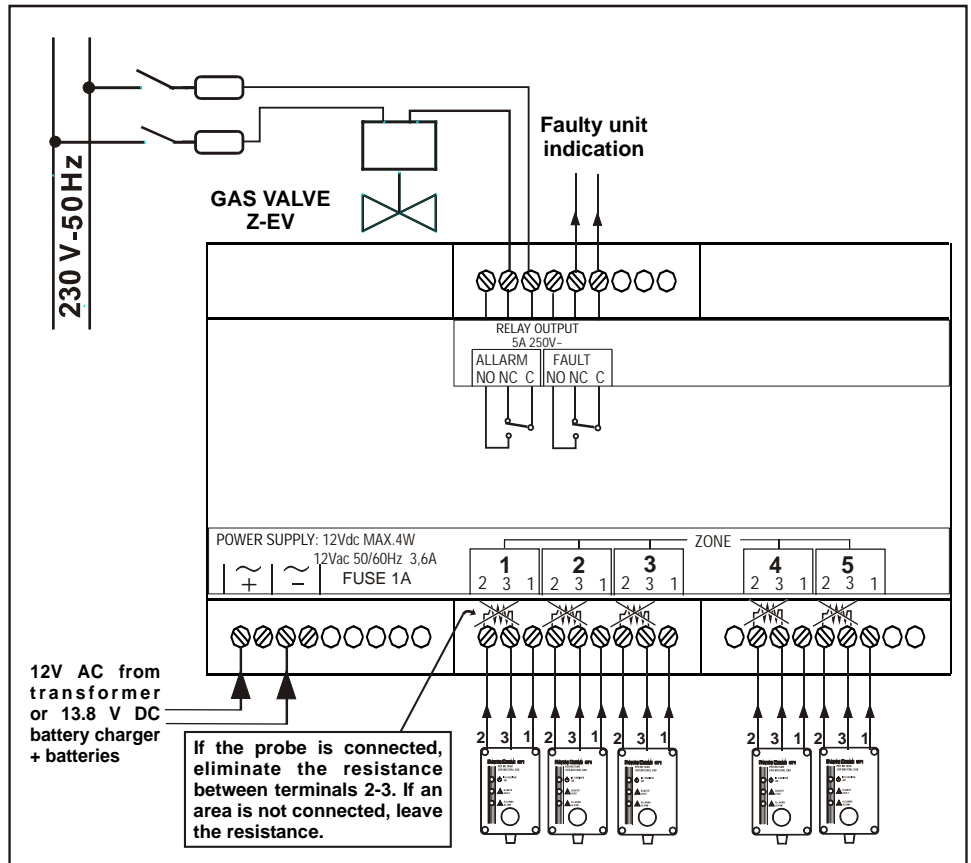 Faulty unit
indication
230 V-50Hz
GAS VALVE
Z-EV
RELAY OUTPUT
5A 250V~
ALLARM FAULT
NO NC C NO NC C
POWER SUPPLY: 12Vdc MAX.4W
12Vac 50/60Hz 3,6A
FUSE 1A
~ ~
+ −
ZONE
1 2 3 4 5
2 3 1 2 3 1 2 3 1 2 3 1 2 3 1
12V AC from
transformer
or 13.8 V DC
battery charger
+ batteries
If the probe is connected,
eliminate the resistance
between terminals 2-3. If an
area is not connected, leave
the resistance.
2 3 1 2 3 1 2 3 1 2 3 1 2 3 1